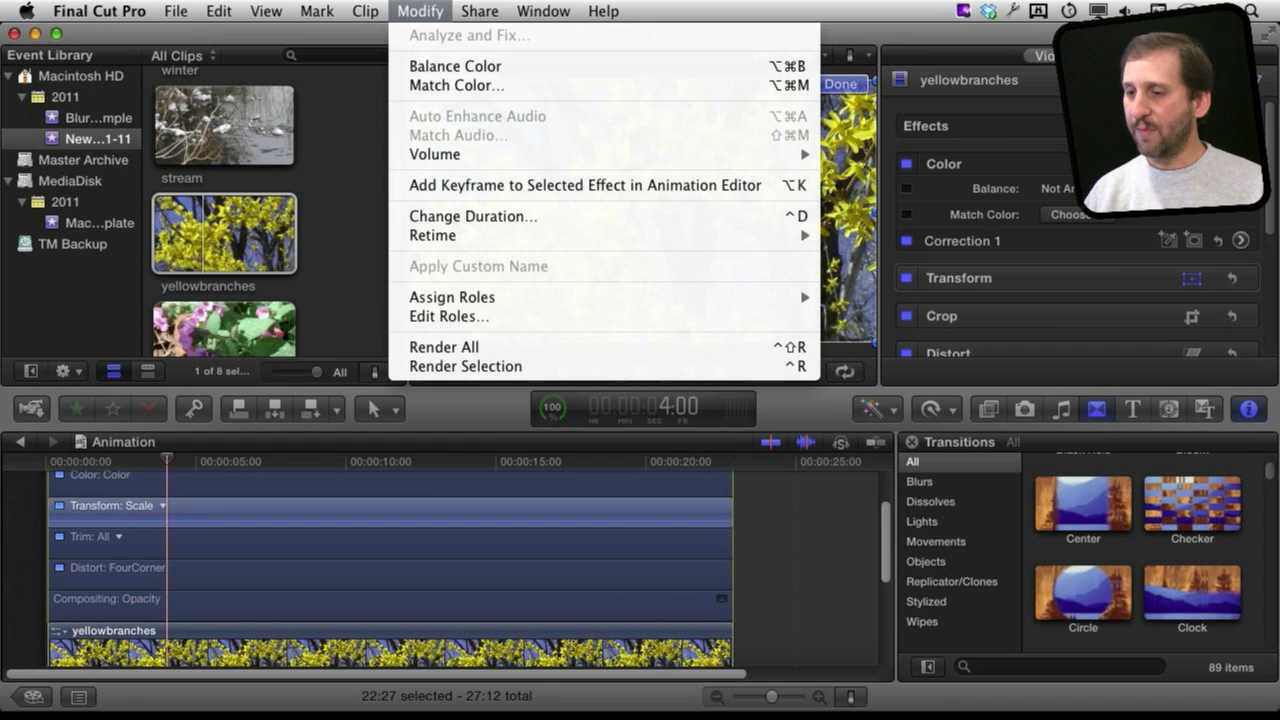 Final Cut Pro File Edit View Mark Clip Modify Share Window Help
Event Library
Macintosh HD
2011
Blur...mple
New...1-11
Master Archive
MediaDisk
2011
Mac...plate
TM Backup
All Clips
winter
stream
yellowbranches
1 of 8 sel... All
Analyze and Fix...
Balance Color ⌥⌘B
Match Color... ⌥⌘M
Auto Enhance Audio ⌥⌘A
Match Audio... ⇧⌘M
Volume
Add Keyframe to Selected Effect in Animation Editor ⌥K
Change Duration... ^D
Retime
Apply Custom Name
Assign Roles
Edit Roles...
Render All ^⇧R
Render Selection ^R
Done
yellowbranches
Effects
Color
Balance:
Match Color:
Correction 1
Transform
Crop
Distort
100 00:00:04:00
HR MIN SEC FR
Animation
00:00:00:00 00:00:05:00 00:00:10:00 00:00:15:00 00:00:20:00 00:00:25:00
Color: Color
Transform: Scale
Trim: All
Distort: FourCorner
Compositing: Opacity
yellowbranches
22:27 selected - 27:12 total
Transitions All
All
Blurs
Dissolves
Lights
Movements
Objects
Replicator/Clones
Stylized
Wipes
Center Checker
Circle Clock
89 items